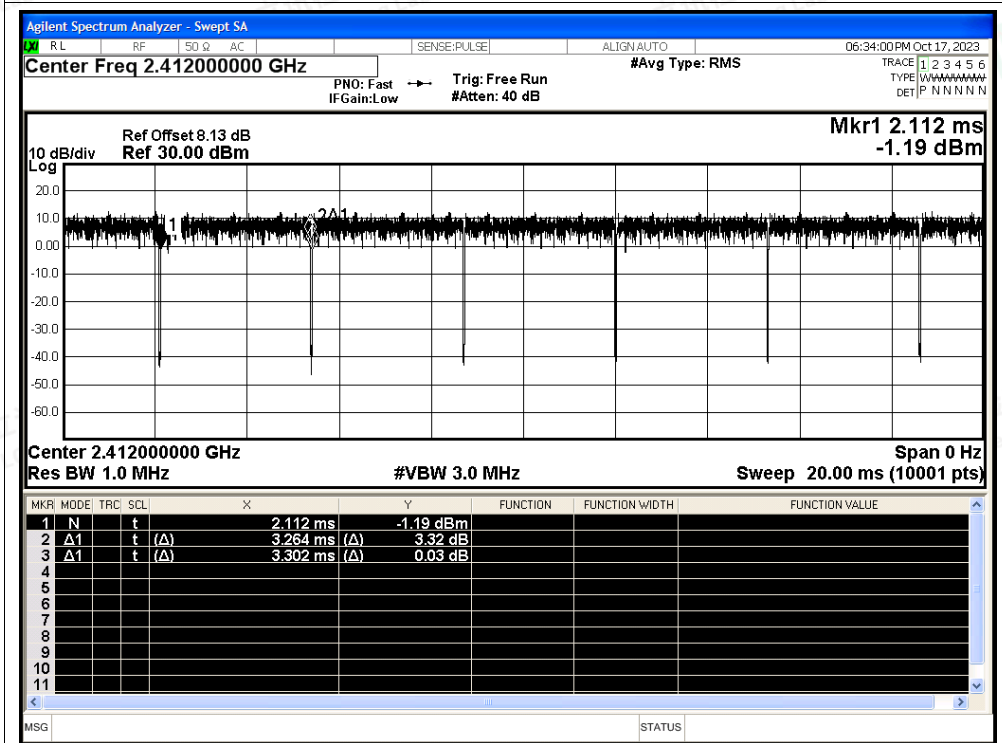 Agilent Spectrum Analyzer - Swept SA
LXI RL RF 50 Ω AC SENSE:PULSE ALIGN AUTO 06:34:00 PM Oct 17, 2023
Center Freq 2.412000000 GHz #Avg Type: RMS TRACE 1 2 3 4 5 6
PNO: Fast Trig: Free Run TYPE W
IFGain:Low #Atten: 40 dB DET P N N N N N
Mkr1 2.112 ms
Ref Offset 8.13 dB
10 dB/div Ref 30.00 dBm -1.19 dBm
Log
20.0
10.0
1
2Δ1
0.00
-10.0
-20.0
-30.0
-40.0
-50.0
-60.0
Center 2.412000000 GHz Span 0 Hz
Res BW 1.0 MHz #VBW 3.0 MHz Sweep 20.00 ms (10001 pts)
MKR MODE TRC SCL X Y FUNCTION FUNCTION WIDTH FUNCTION VALUE
1 N t 2.112 ms -1.19 dBm
2 Δ1 t (Δ) 3.264 ms (Δ) 3.32 dB
3 Δ1 t (Δ) 3.302 ms (Δ) 0.03 dB
4
5
6
7
8
9
10
11
MSG STATUS